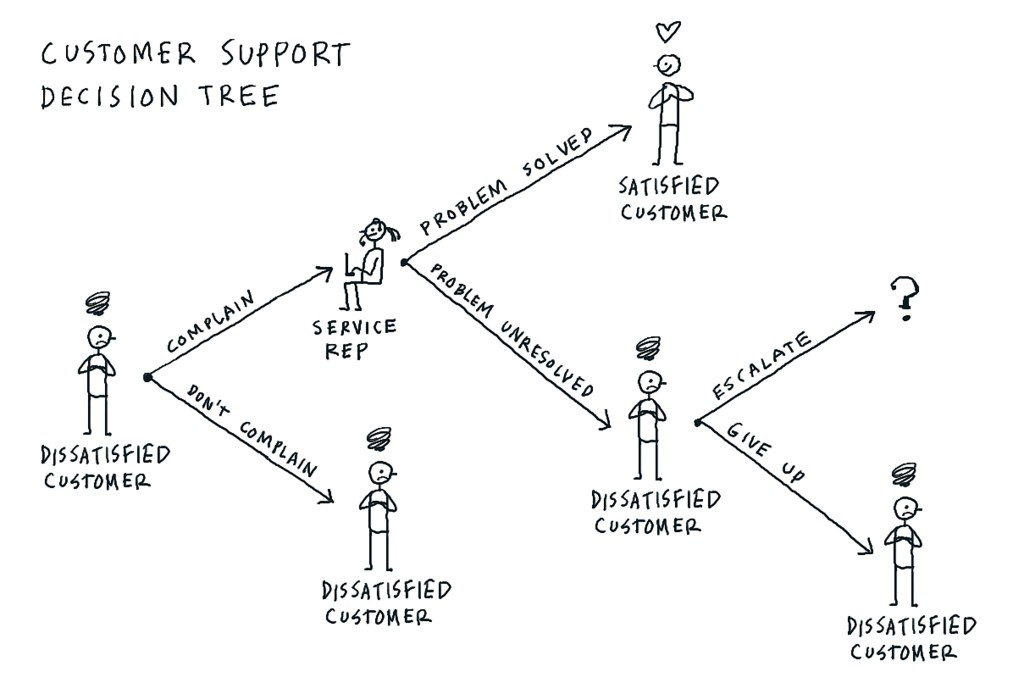 CUSTOMER SUPPORT
DECISION TREE
PROBLEM SOLVED
SATISFIED
CUSTOMER
COMPLAIN
SERVICE
REP
PROBLEM UNRESOLVED
?
ESCALATE
DISSATISFIED
CUSTOMER
DON'T COMPLAIN
DISSATISFIED
CUSTOMER
GIVE UP
DISSATISFIED
CUSTOMER
DISSATISFIED
CUSTOMER